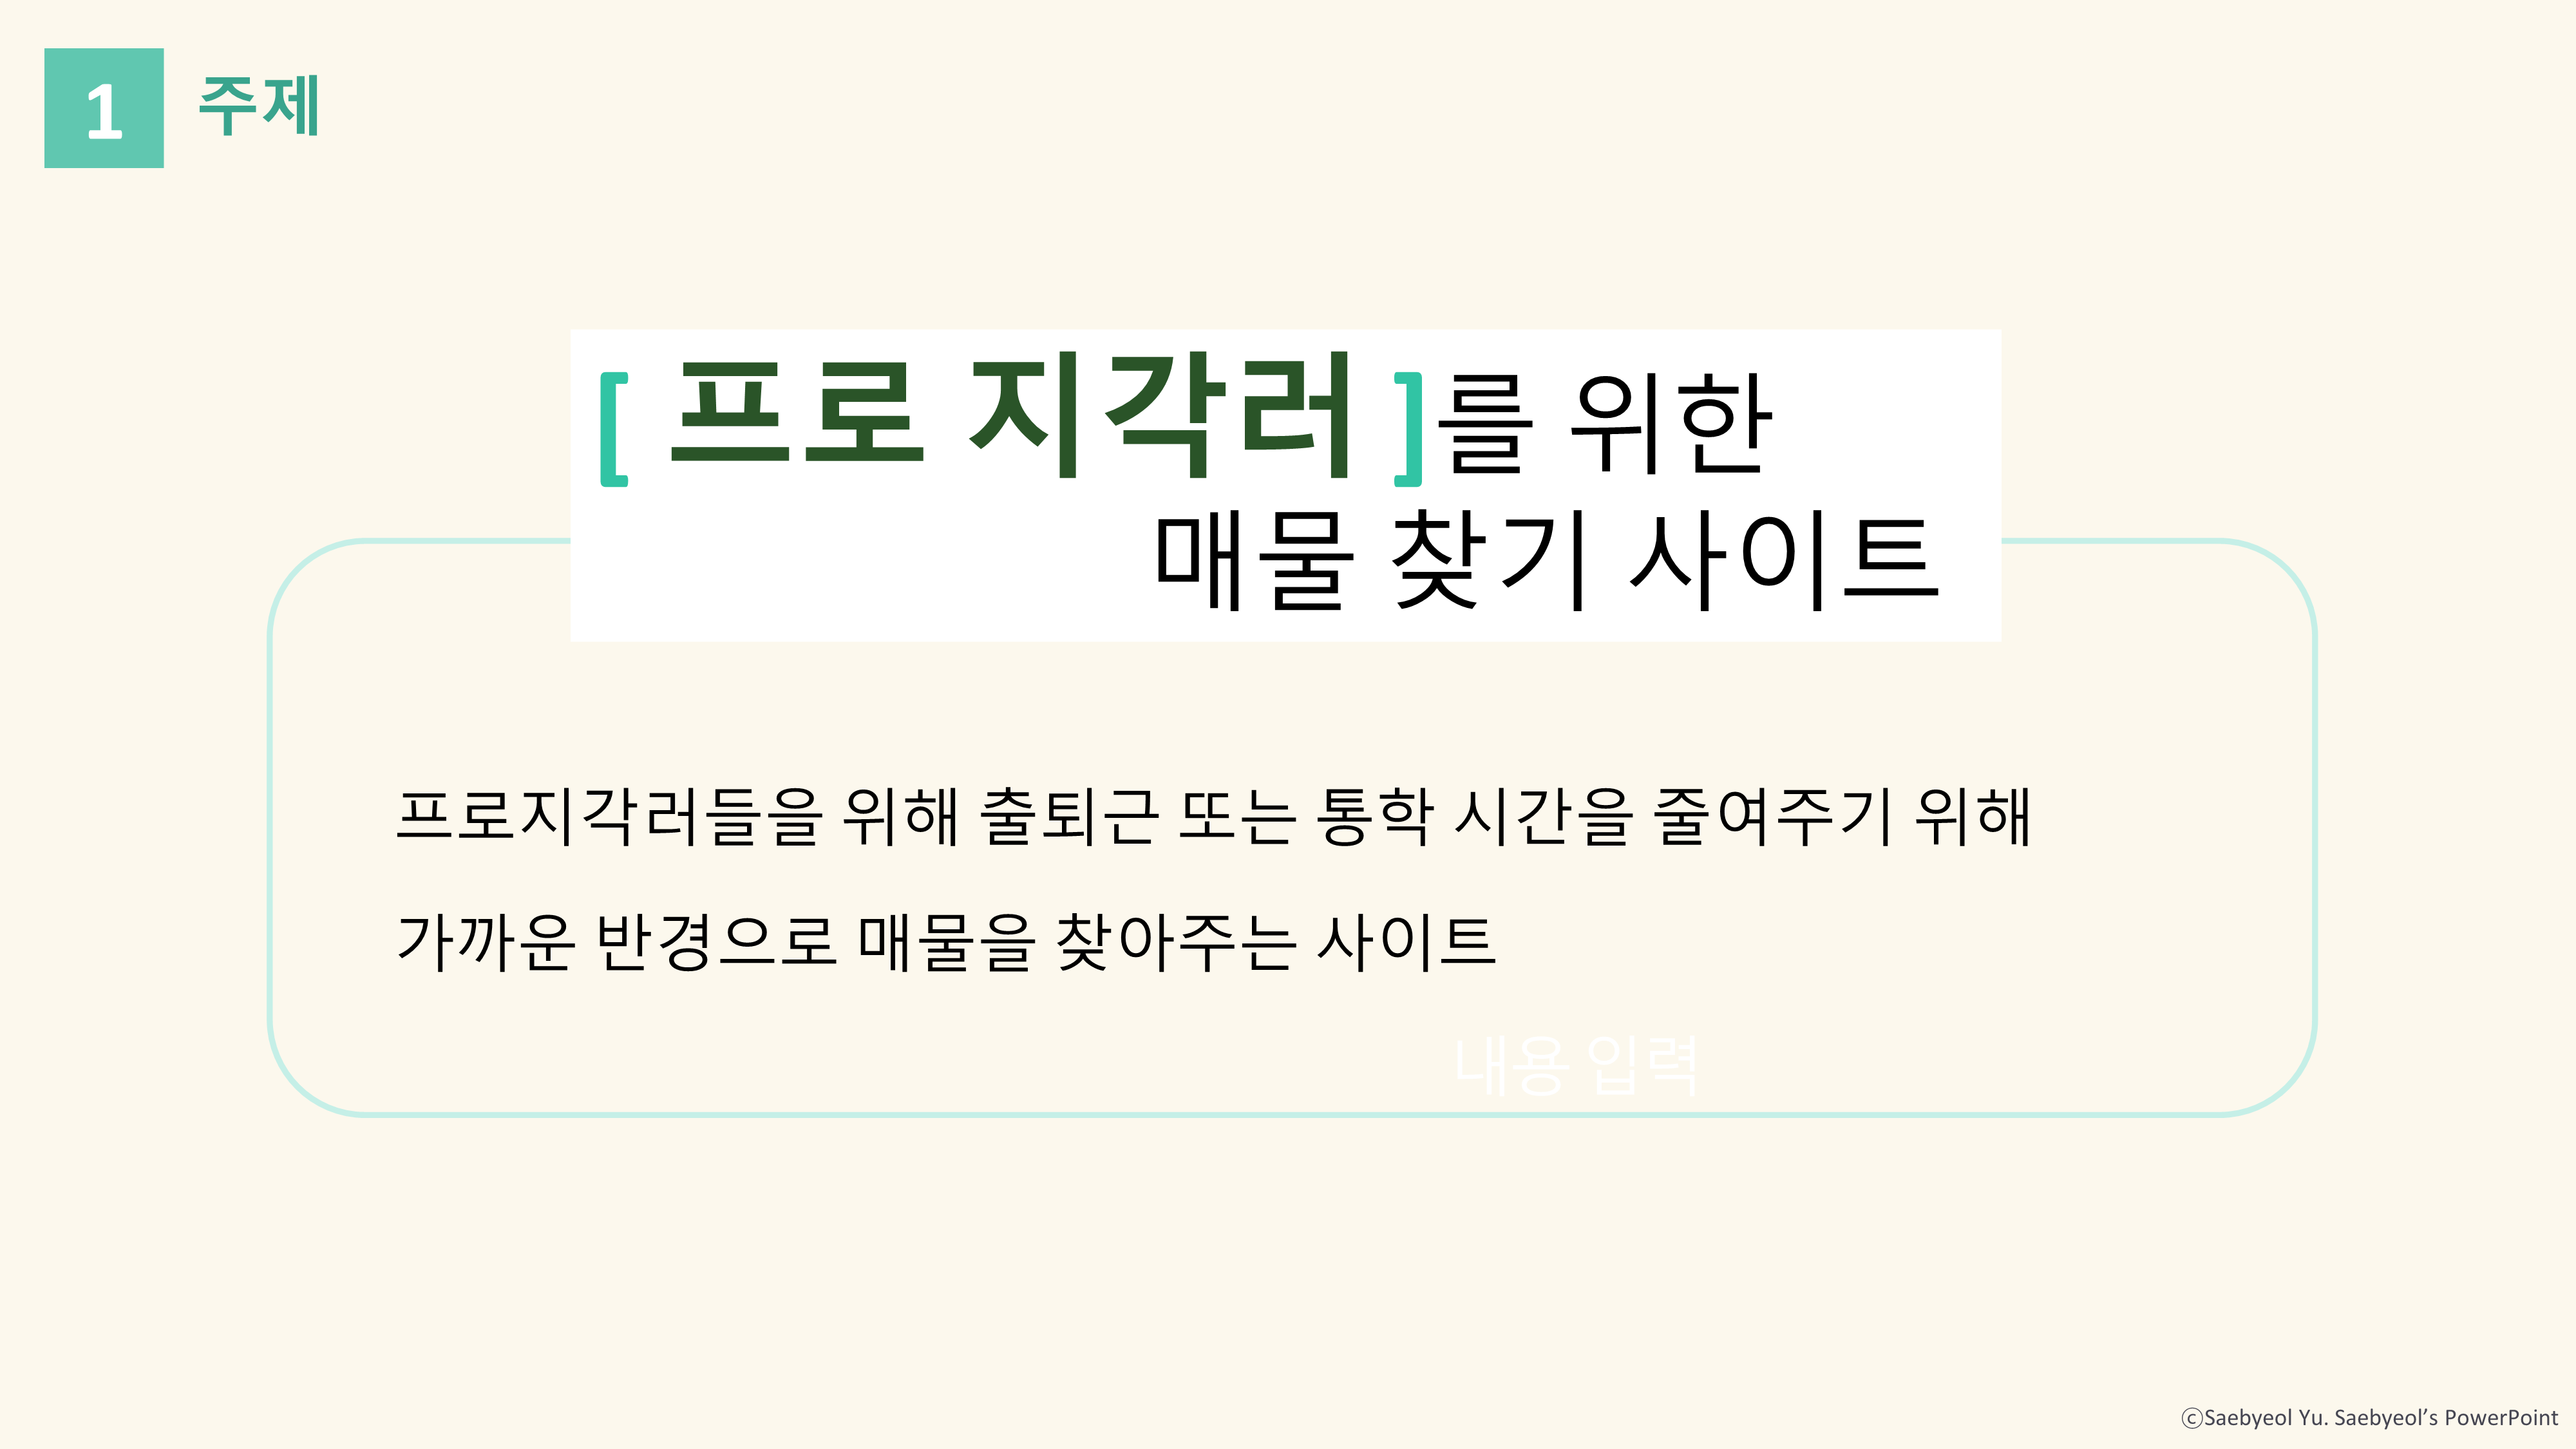 1 주제
[ 프로 지각러 ]를 위한
매물 찾기 사이트
프로지각러들을 위해 출퇴근 또는 통학 시간을 줄여주기 위해
가까운 반경으로 매물을 찾아주는 사이트
내용 입력
ⓒSaebyeol Yu. Saebyeol’s PowerPoint